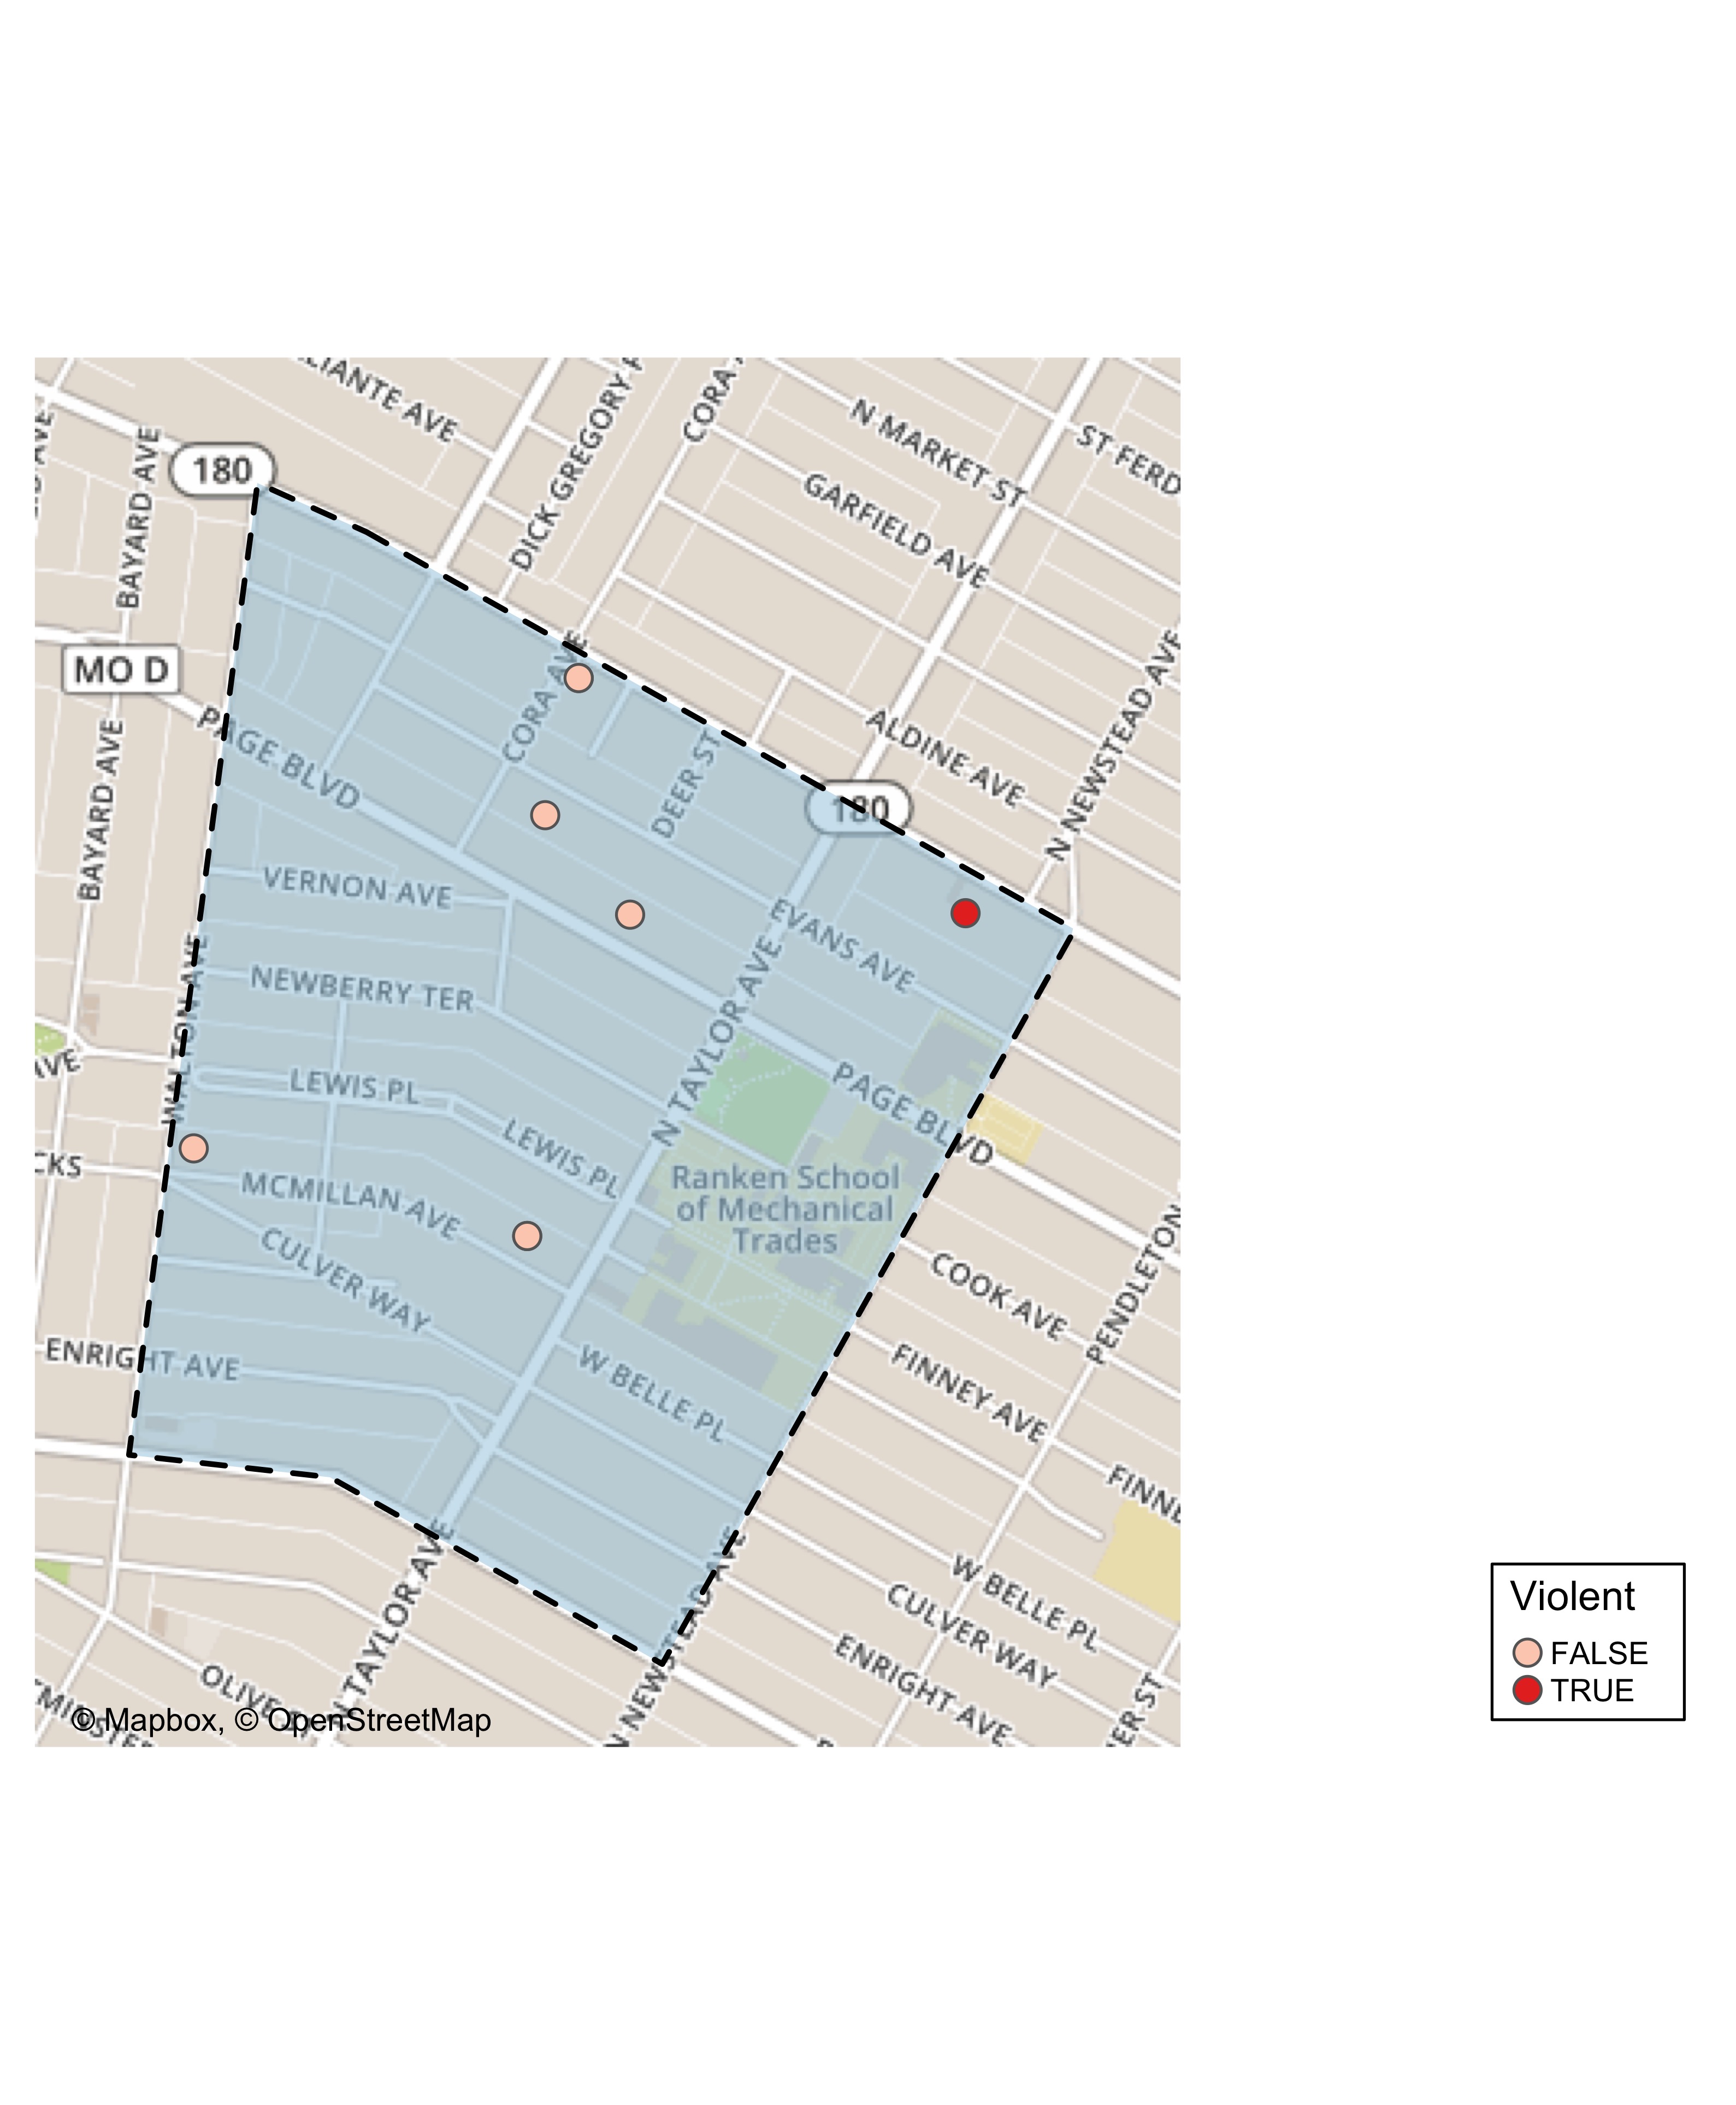 LIANTE AVE
DICK GREGORY
CORA
N MARKET ST
ST FERD
GARFIELD AVE
180
BAYARD AVE
AVE
MO D
CORA AVE
PAGE BLVD
DEER ST
ALDINE AVE
N NEWSTEAD AVE
180
BAYARD AVE
VERNON AVE
EVANS AVE
WALTON AVE
NEWBERRY TER
N TAYLOR AVE
AVE
LEWIS PL
LEWIS PL
PAGE BLVD
CKS
MCMILLAN AVE
Ranken School
of Mechanical
Trades
CULVER WAY
COOK AVE
PENDLETON
ENRIGHT AVE
W BELLE PL
FINNEY AVE
FINNE
N TAYLOR AVE
N NEWSTEAD AVE
W BELLE PL
CULVER WAY
ENRIGHT AVE
OLIVE
© Mapbox, © OpenStreetMap
Violent
FALSE
TRUE